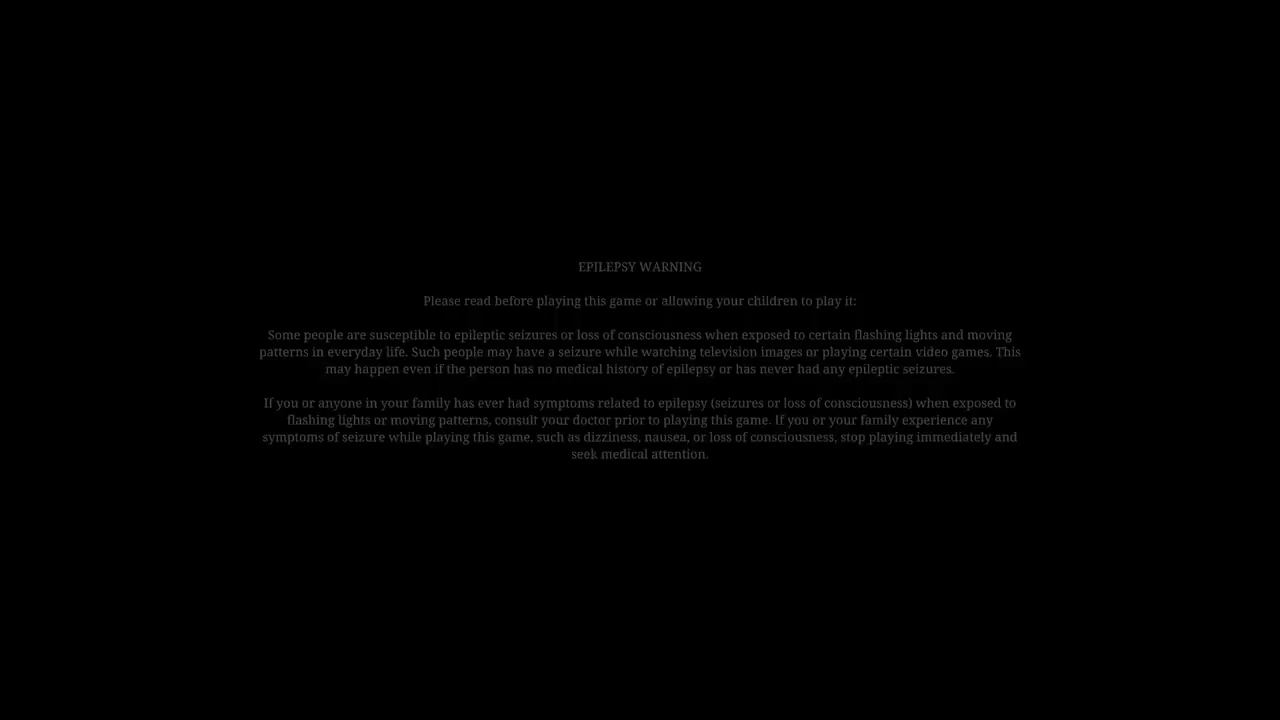 EPILEPSY WARNING
Please read before playing this game or allowing your children to play it:
Some people are susceptible to epileptic seizures or loss of consciousness when exposed to certain flashing lights and moving
patterns in everyday life. Such people may have a seizure while watching television images or playing certain video games. This
may happen even if the person has no medical history of epilepsy or has never had any epileptic seizures.
If you or anyone in your family has ever had symptoms related to epilepsy (seizures or loss of consciousness) when exposed to
flashing lights or moving patterns, consult your doctor prior to playing this game. If you or your family experience any
symptoms of seizure while playing this game, such as dizziness, nausea, or loss of consciousness, stop playing immediately and
seek medical attention.